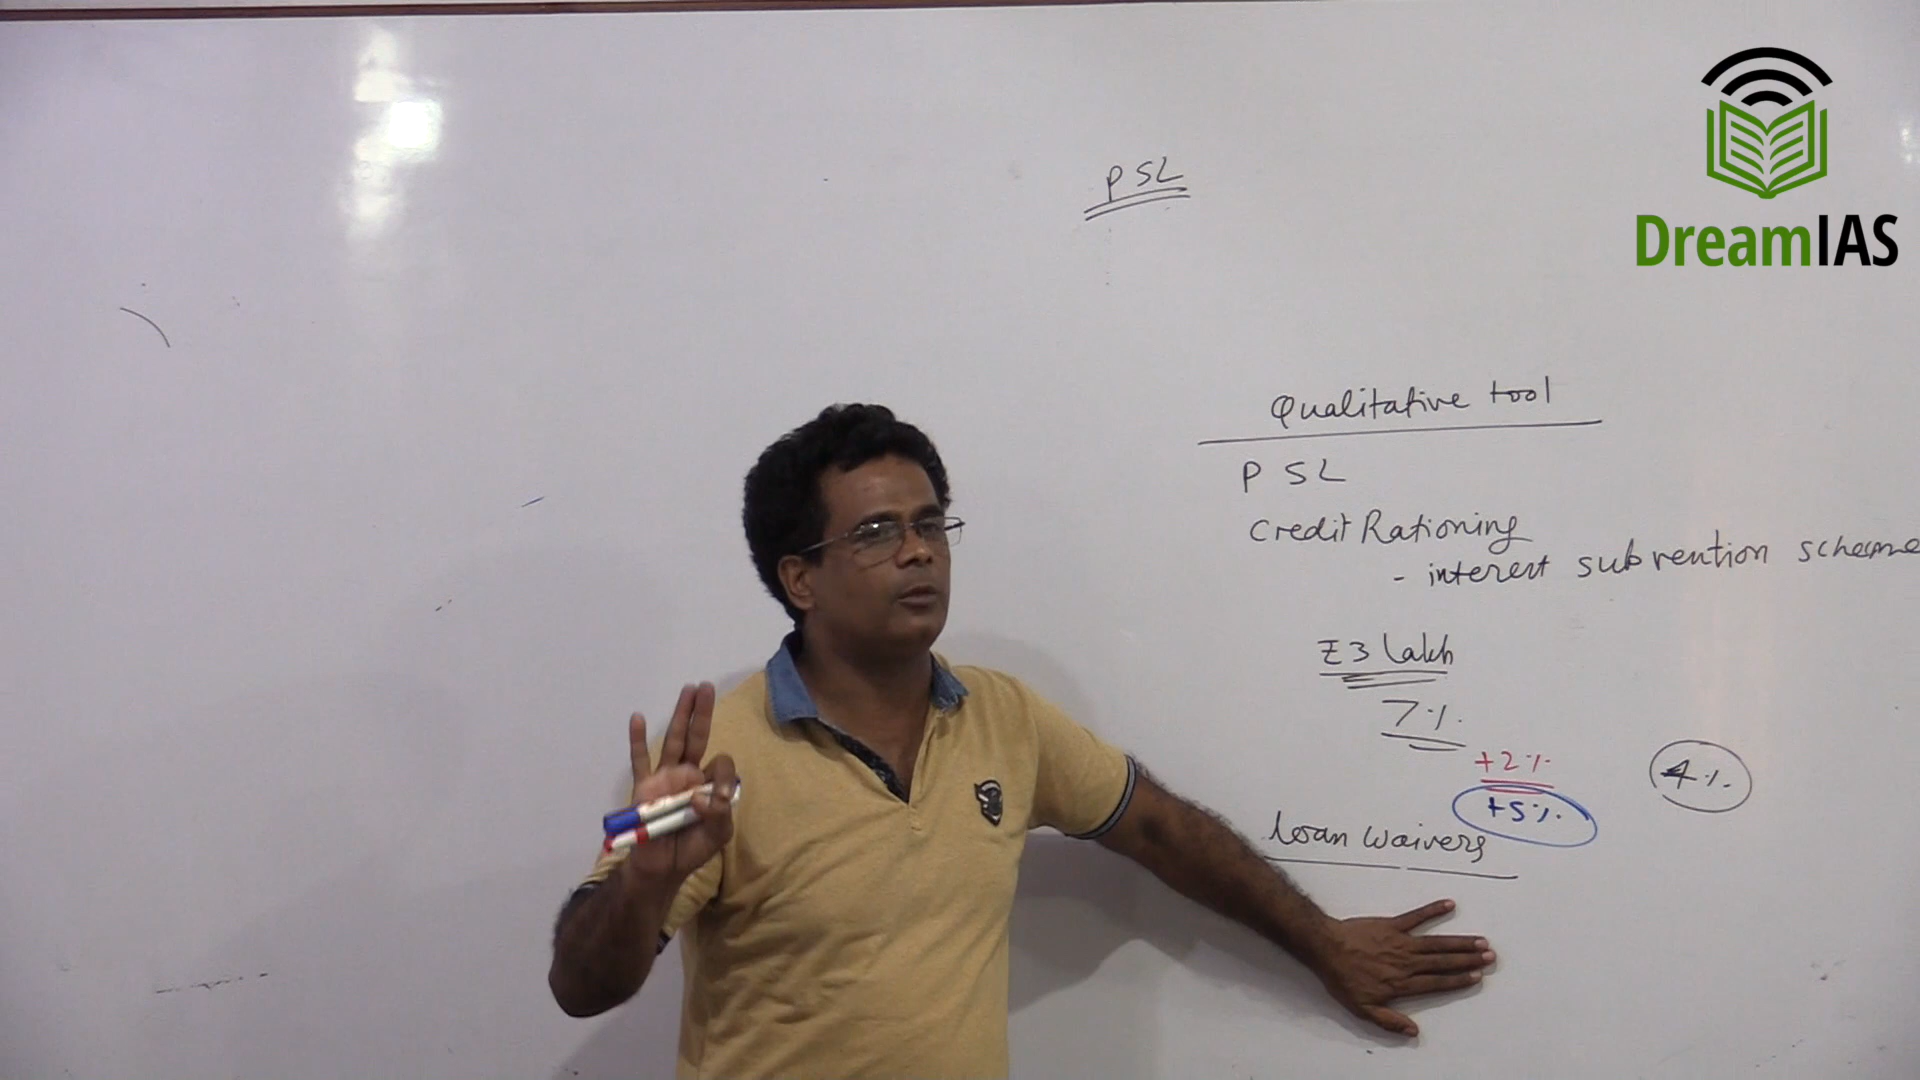 DreamIAS
PSL
Qualitative tool
PSL
Credit Rationing
- interest subvention scheme
₹3 lakh
7%
+2%
+5%
4%
loan waivers